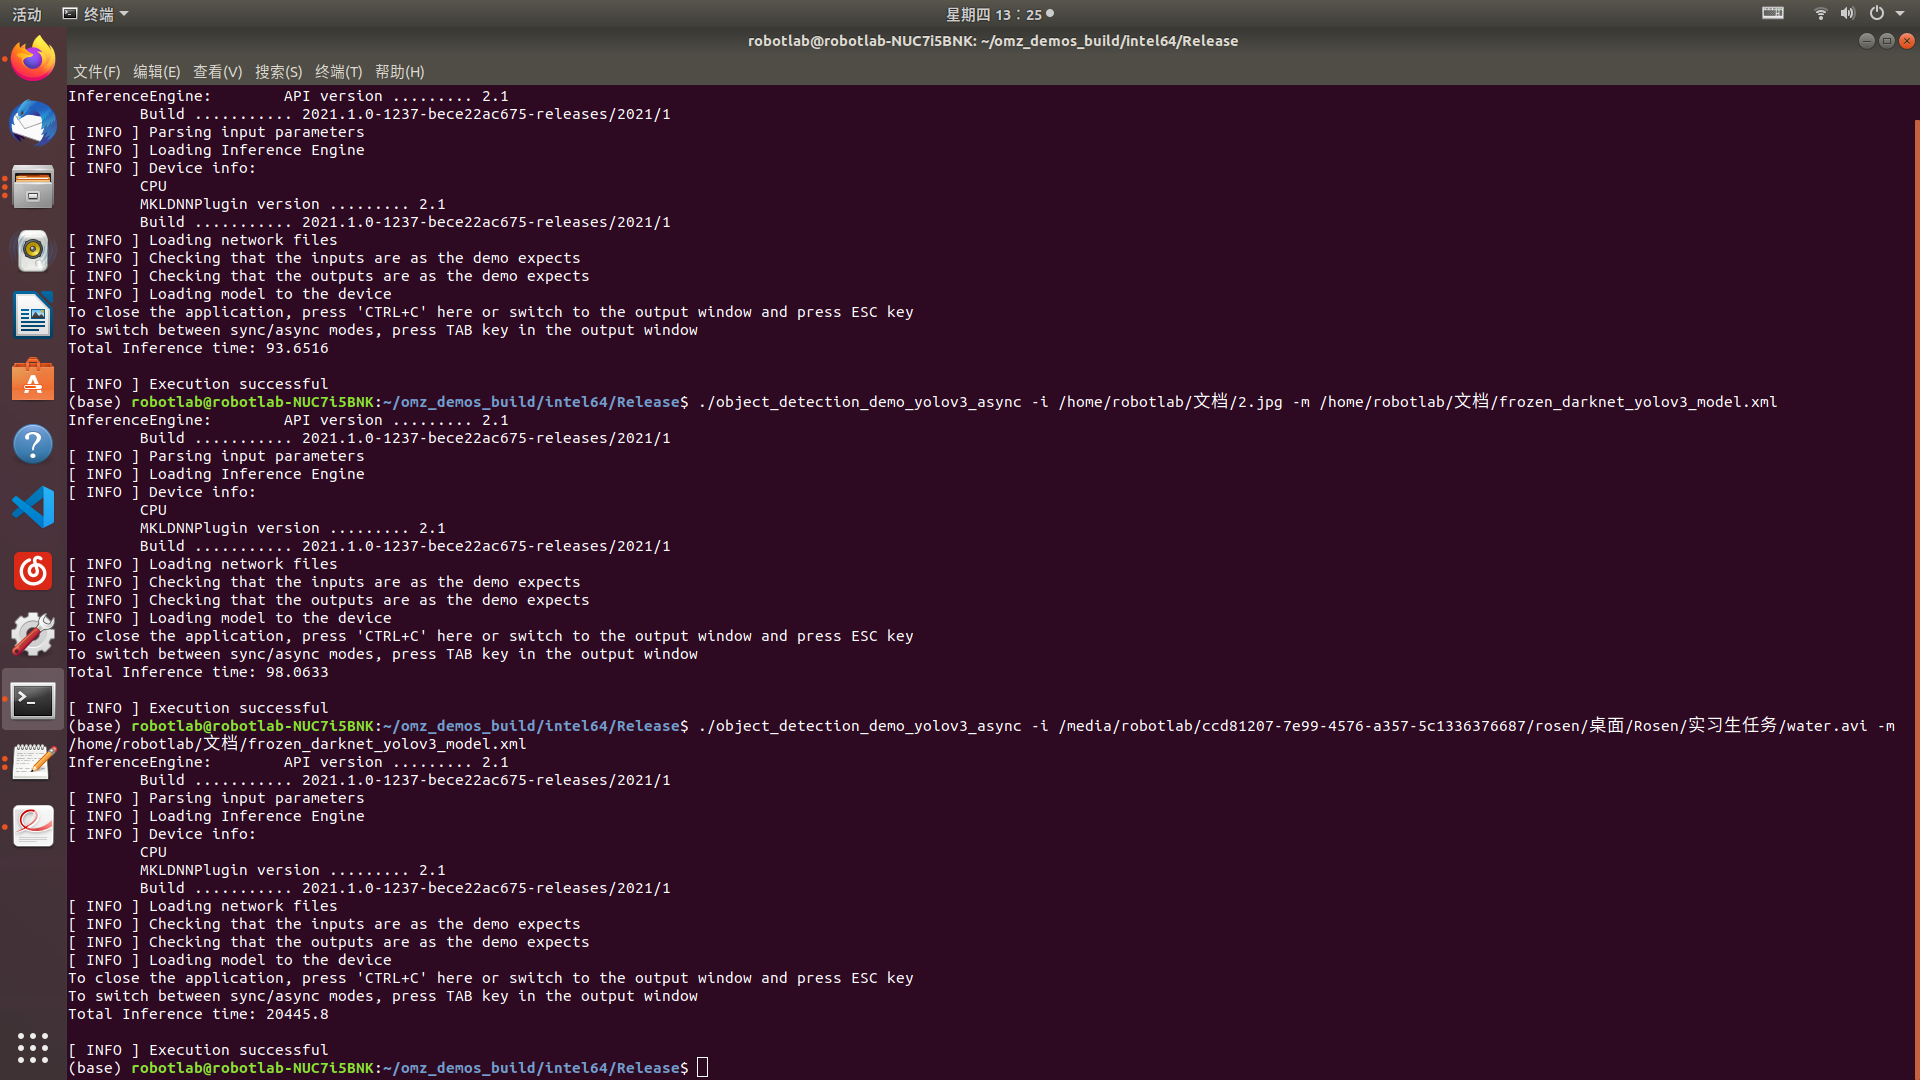 活动 终端 星期四 13：25
robotlab@robotlab-NUC7i5BNK: ~/omz_demos_build/intel64/Release
文件(F) 编辑(E) 查看(V) 搜索(S) 终端(T) 帮助(H)
InferenceEngine:        API version ......... 2.1
        Build ........... 2021.1.0-1237-bece22ac675-releases/2021/1
[ INFO ] Parsing input parameters
[ INFO ] Loading Inference Engine
[ INFO ] Device info:
        CPU
        MKLDNNPlugin version ......... 2.1
        Build ........... 2021.1.0-1237-bece22ac675-releases/2021/1
[ INFO ] Loading network files
[ INFO ] Checking that the inputs are as the demo expects
[ INFO ] Checking that the outputs are as the demo expects
[ INFO ] Loading model to the device
To close the application, press 'CTRL+C' here or switch to the output window and press ESC key
To switch between sync/async modes, press TAB key in the output window
Total Inference time: 93.6516
[ INFO ] Execution successful
(base) robotlab@robotlab-NUC7i5BNK:~/omz_demos_build/intel64/Release$ ./object_detection_demo_yolov3_async -i /home/robotlab/文档/2.jpg -m /home/robotlab/文档/frozen_darknet_yolov3_model.xml
InferenceEngine:        API version ......... 2.1
        Build ........... 2021.1.0-1237-bece22ac675-releases/2021/1
[ INFO ] Parsing input parameters
[ INFO ] Loading Inference Engine
[ INFO ] Device info:
        CPU
        MKLDNNPlugin version ......... 2.1
        Build ........... 2021.1.0-1237-bece22ac675-releases/2021/1
[ INFO ] Loading network files
[ INFO ] Checking that the inputs are as the demo expects
[ INFO ] Checking that the outputs are as the demo expects
[ INFO ] Loading model to the device
To close the application, press 'CTRL+C' here or switch to the output window and press ESC key
To switch between sync/async modes, press TAB key in the output window
Total Inference time: 98.0633
[ INFO ] Execution successful
(base) robotlab@robotlab-NUC7i5BNK:~/omz_demos_build/intel64/Release$ ./object_detection_demo_yolov3_async -i /media/robotlab/ccd81207-7e99-4576-a357-5c1336376687/rosen/桌面/Rosen/实习生任务/water.avi -m
/home/robotlab/文档/frozen_darknet_yolov3_model.xml
InferenceEngine:        API version ......... 2.1
        Build ........... 2021.1.0-1237-bece22ac675-releases/2021/1
[ INFO ] Parsing input parameters
[ INFO ] Loading Inference Engine
[ INFO ] Device info:
        CPU
        MKLDNNPlugin version ......... 2.1
        Build ........... 2021.1.0-1237-bece22ac675-releases/2021/1
[ INFO ] Loading network files
[ INFO ] Checking that the inputs are as the demo expects
[ INFO ] Checking that the outputs are as the demo expects
[ INFO ] Loading model to the device
To close the application, press 'CTRL+C' here or switch to the output window and press ESC key
To switch between sync/async modes, press TAB key in the output window
Total Inference time: 20445.8
[ INFO ] Execution successful
(base) robotlab@robotlab-NUC7i5BNK:~/omz_demos_build/intel64/Release$